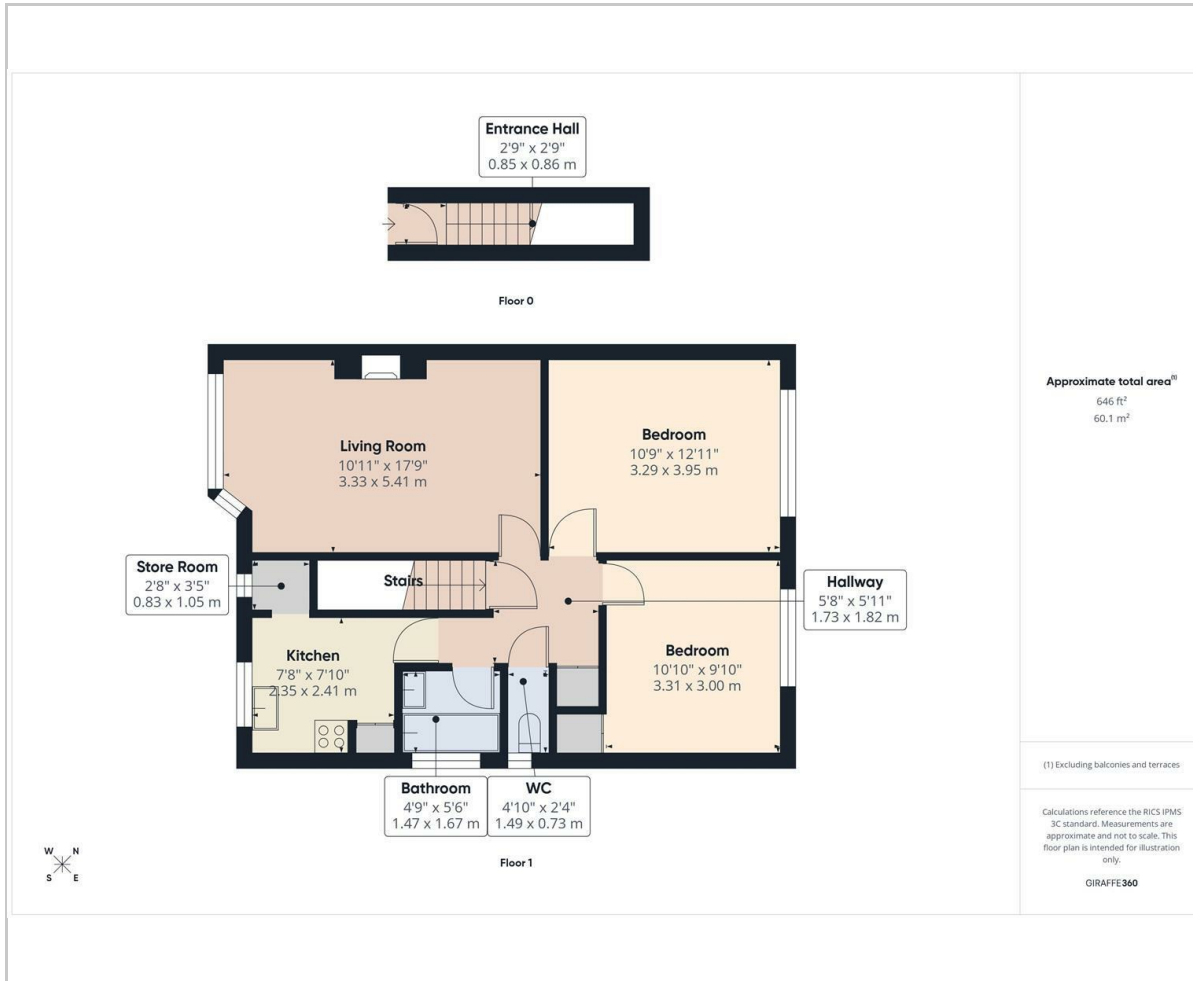 Entrance Hall
2'9" x 2'9"
0.85 x 0.86 m
Floor 0
Living Room
10'11" x 17'9"
3.33 x 5.41 m
Bedroom
10'9" x 12'11"
3.29 x 3.95 m
Store Room
2'8" x 3'5"
0.83 x 1.05 m
Stairs
Hallway
5'8" x 5'11"
1.73 x 1.82 m
Kitchen
7'8" x 7'10"
2.35 x 2.41 m
Bedroom
10'10" x 9'10"
3.31 x 3.00 m
Bathroom
4'9" x 5'6"
1.47 x 1.67 m
WC
4'10" x 2'4"
1.49 x 0.73 m
Floor 1
W N
S E
Approximate total area(1)
646 ft²
60.1 m²
(1) Excluding balconies and terraces
Calculations reference the RICS IPMS
3C standard. Measurements are
approximate and not to scale. This
floor plan is intended for illustration
only.
GIRAFFE360